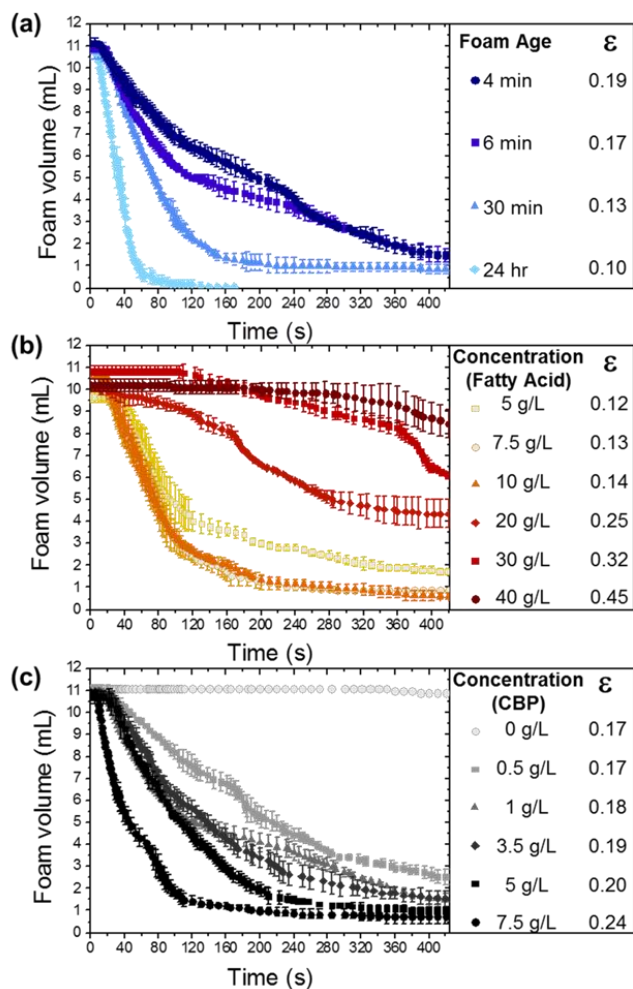 (a)
12
11
10
9
8
7
6
5
4
3
2
1
0
Foam volume (mL)
0 40 80 120 160 200 240 280 320 360 400
Time (s)
Foam Age ε
4 min 0.19
6 min 0.17
30 min 0.13
24 hr 0.10
(b)
12
11
10
9
8
7
6
5
4
3
2
1
0
Foam volume (mL)
0 40 80 120 160 200 240 280 320 360 400
Time (s)
Concentration ε
(Fatty Acid)
5 g/L 0.12
7.5 g/L 0.13
10 g/L 0.14
20 g/L 0.25
30 g/L 0.32
40 g/L 0.45
(c)
12
11
10
9
8
7
6
5
4
3
2
1
0
Foam volume (mL)
0 40 80 120 160 200 240 280 320 360 400
Time (s)
Concentration ε
(CBP)
0 g/L 0.17
0.5 g/L 0.17
1 g/L 0.18
3.5 g/L 0.19
5 g/L 0.20
7.5 g/L 0.24